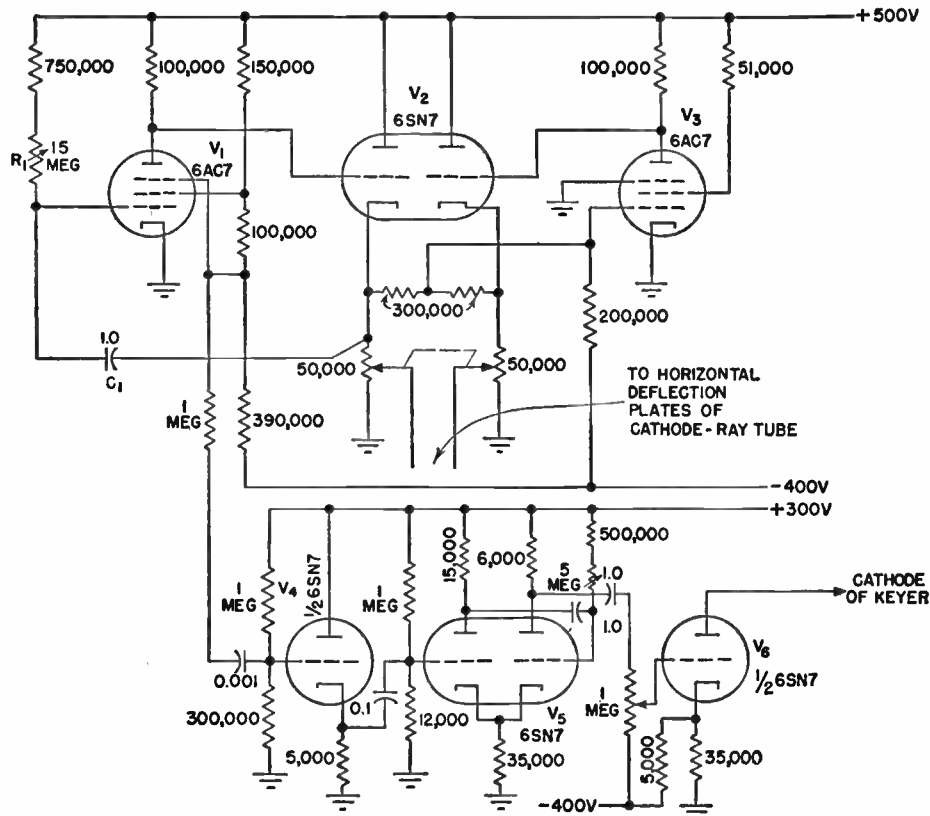 +500V
750,000
100,000
150,000
100,000
51,000
V2
6SN7
V1
6AC7
V3
6AC7
R1
15
MEG
100,000
300,000
200,000
1.0
C1
50,000
50,000
1
MEG
390,000
TO HORIZONTAL
DEFLECTION
PLATES OF
CATHODE-RAY TUBE
-400V
+300V
1
MEG
V4
1/2 6SN7
1
MEG
15,000
6,000
500,000
5
MEG
1.0
1.0
CATHODE
OF KEYER
V6
1/2 6SN7
0.001
300,000
0.1
5,000
12,000
V5
6SN7
35,000
1
MEG
5,000
35,000
-400V